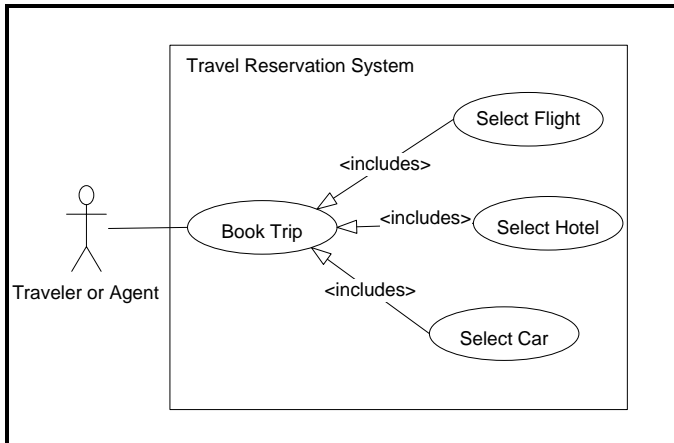 Travel Reservation System
Select Flight
<includes>
<includes>
Select Hotel
Book Trip
<includes>
Traveler or Agent
Select Car